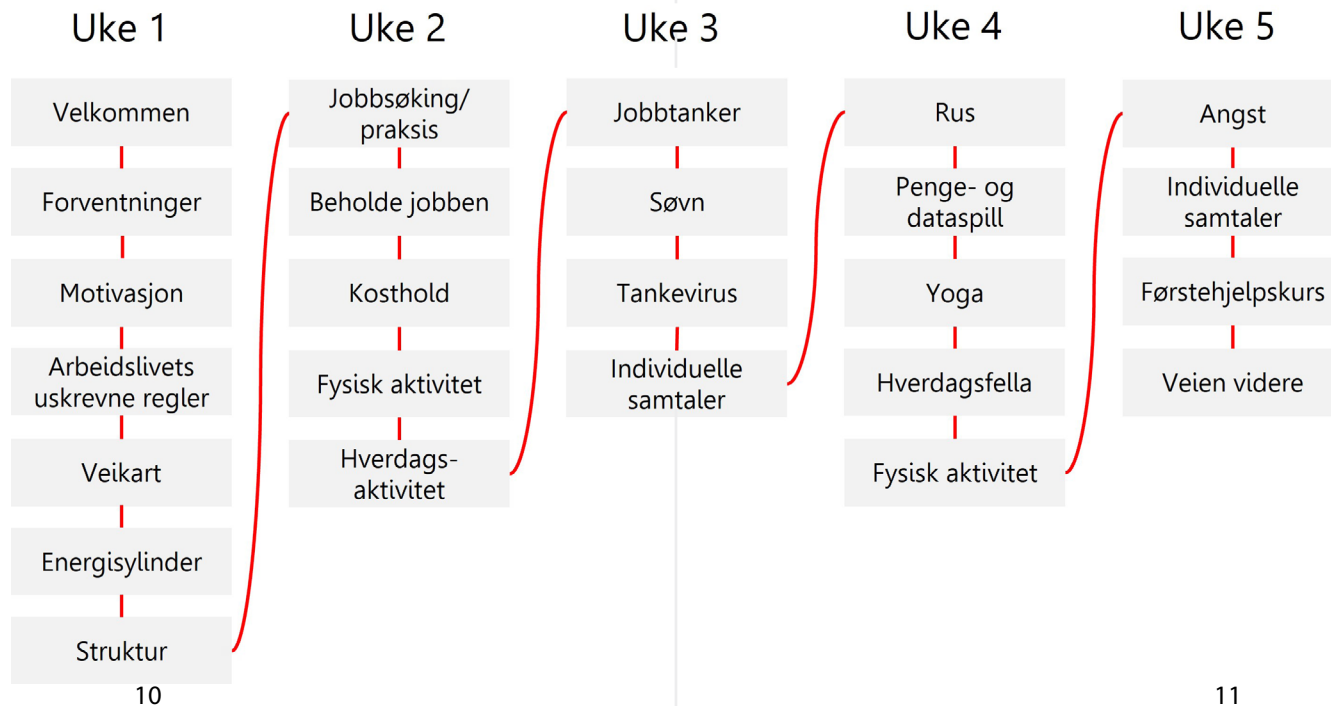 Uke 1
Velkommen
Forventninger
Motivasjon
Arbeidslivets
uskrevne regler
Veikart
Energisylinder
Struktur
10
Uke 2
Jobbsøking/
praksis
Beholde jobben
Kosthold
Fysisk aktivitet
Hverdags-
aktivitet
Uke 3
Jobbtanker
Søvn
Tankevirus
Individuelle
samtaler
Uke 4
Rus
Penge- og
dataspill
Yoga
Hverdagsfella
Fysisk aktivitet
Uke 5
Angst
Individuelle
samtaler
Førstehjelpskurs
Veien videre
11